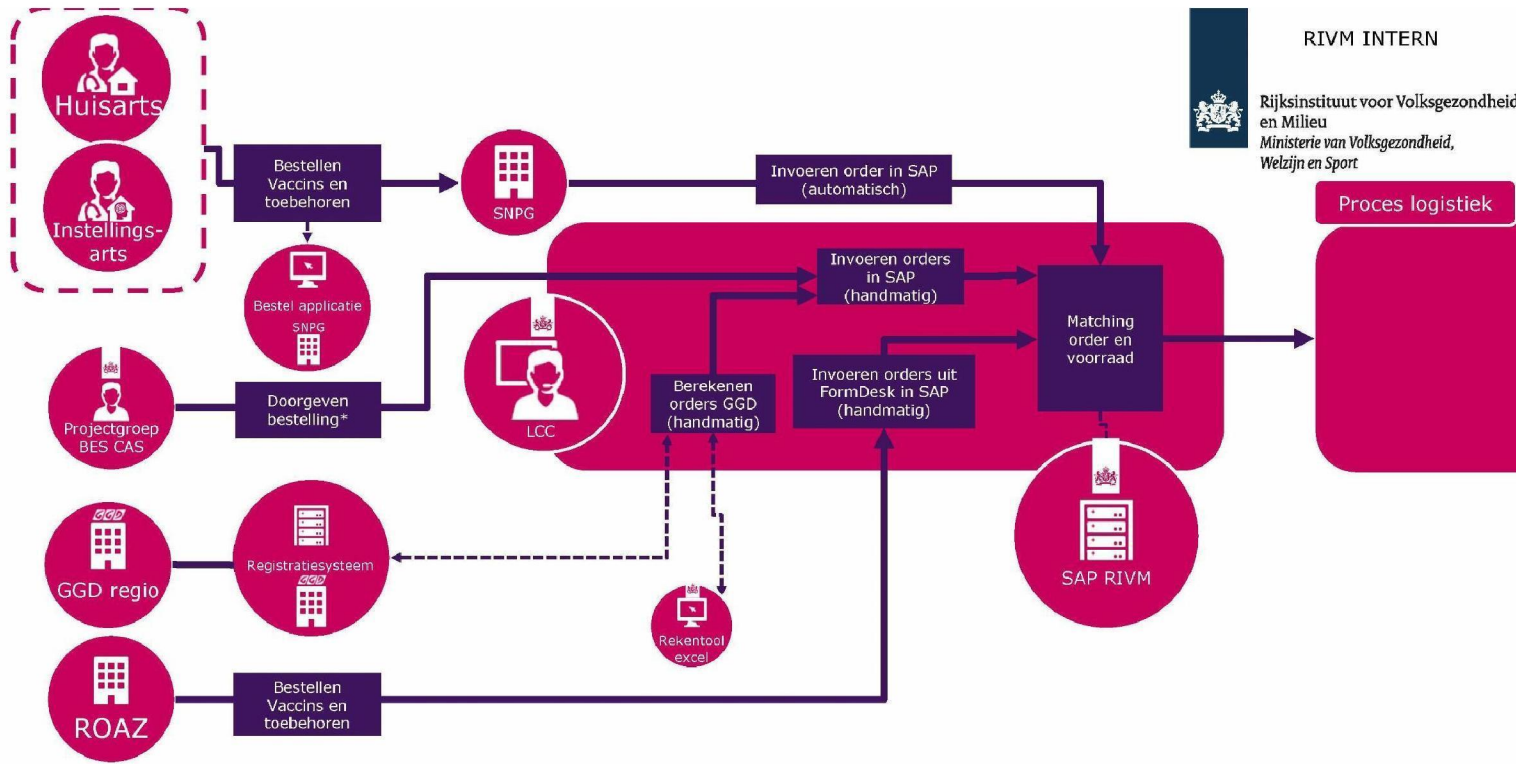 RIVM INTERN
Rijksinstituut voor Volksgezondheid
en Milieu
Ministerie van Volksgezondheid,
Welzijn en Sport
Huisarts
Instellings-
arts
Bestellen
Vaccins en
toebehoren
SNPG
Invoeren order in SAP
(automatisch)
Proces logistiek
Bestel applicatie
SNPG
Invoeren orders
in SAP
(handmatig)
Matching
order en
voorraad
LCC
Berekenen
orders GGD
(handmatig)
Invoeren orders uit
FormDesk in SAP
(handmatig)
Projectgroep
BES CAS
Doorgeven
bestelling*
GGD
GGD regio
Registratiesysteem
GGD
SAP RIVM
Rekentool
excel
ROAZ
Bestellen
Vaccins en
toebehoren